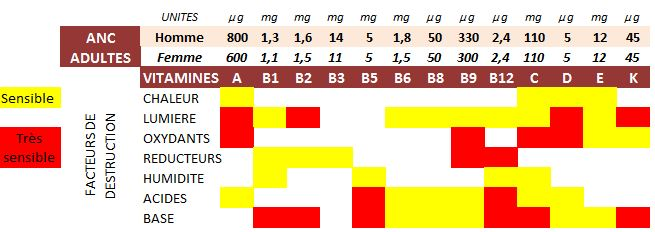 UNITES µg mg mg mg mg mg µg µg µg mg µg mg µg
ANC ADULTES
Homme 800 1,3 1,6 14 5 1,8 50 330 2,4 110 5 12 45
Femme 600 1,1 1,5 11 5 1,5 50 300 2,4 110 5 12 45
VITAMINES A B1 B2 B3 B5 B6 B8 B9 B12 C D E K
Sensible
Très
sensible
FACTEURS DE
DESTRUCTION
CHALEUR
LUMIERE
OXYDANTS
REDUCTEURS
HUMIDITE
ACIDES
BASE